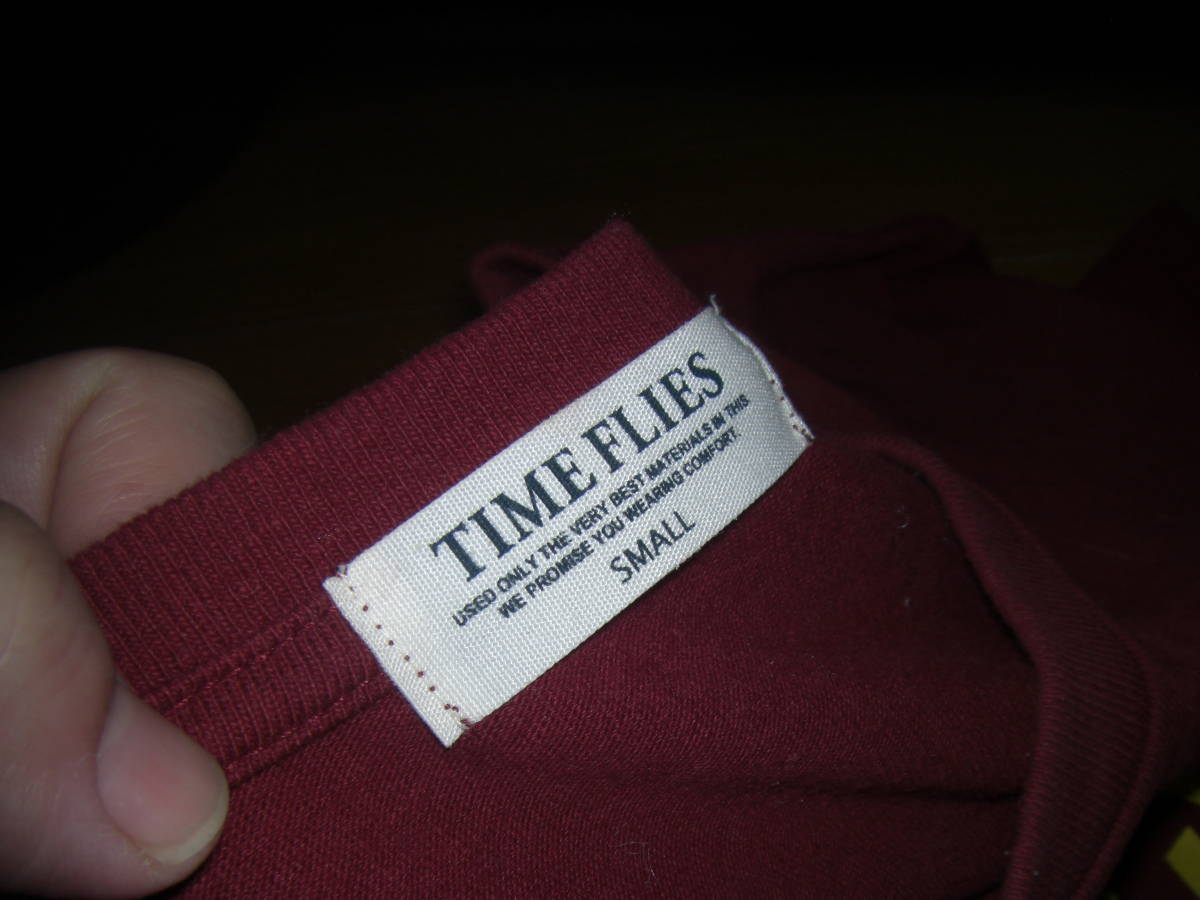 TIME FLIES
USED ONLY THE VERY BEST MATERIALS IN THIS
WE PROMISE YOU WEARING COMFORT.
SMALL